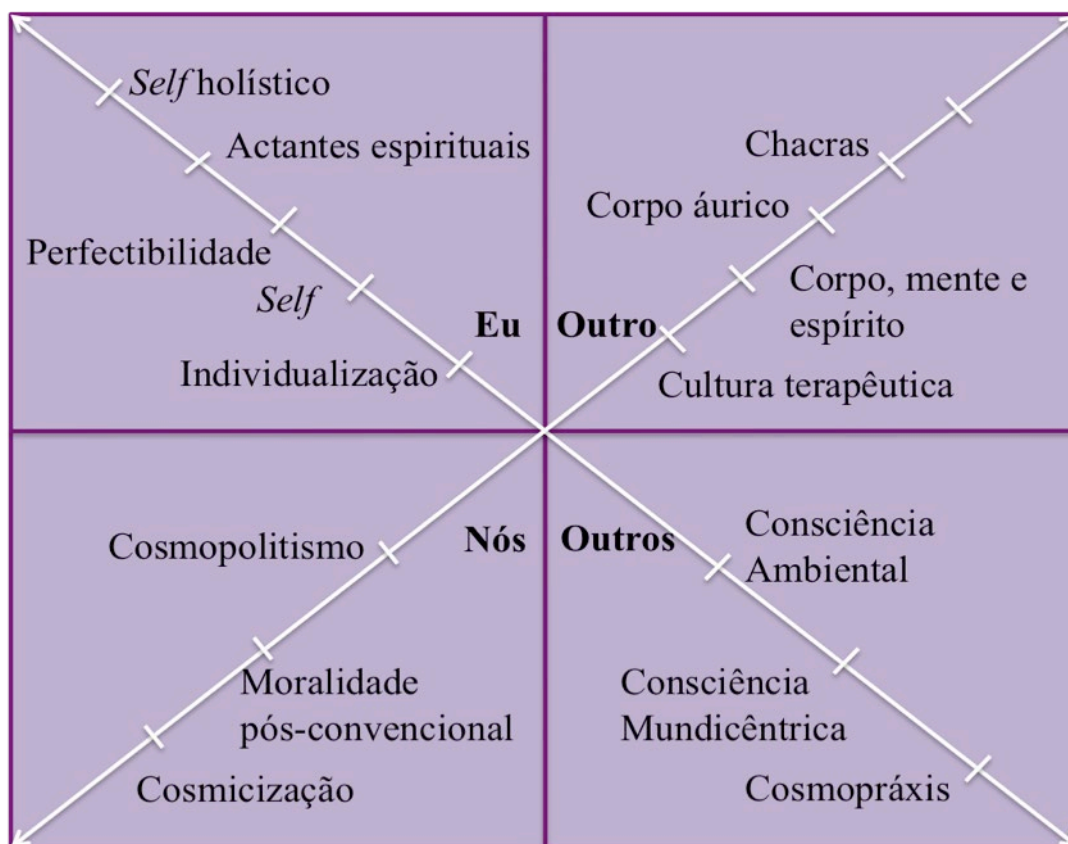 Self holístico
Actantes espirituais
Perfectibilidade
Self
Individualização
Eu
Chacras
Corpo áurico
Corpo, mente e
espírito
Outro
Cultura terapêutica
Nós
Cosmopolitismo
Moralidade
pós-convencional
Cosmicização
Outros
Consciência
Ambiental
Consciência
Mundicêntrica
Cosmopráxis